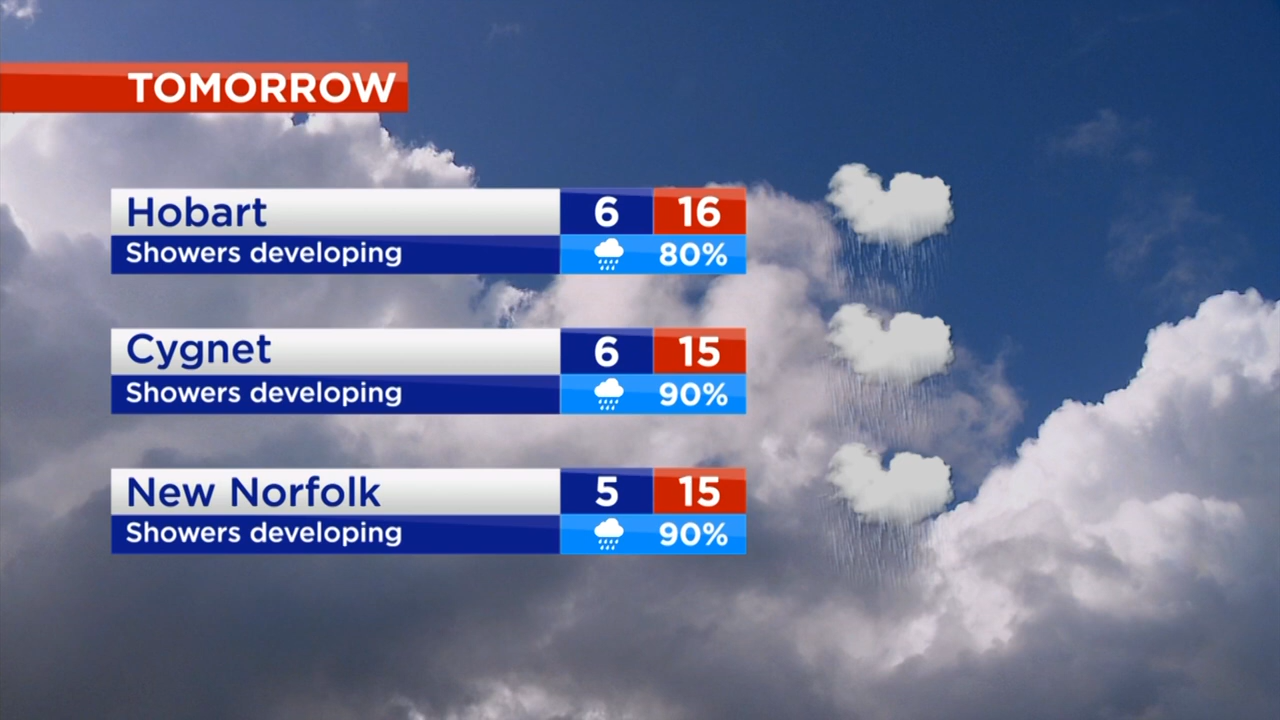 TOMORROW
Hobart 6 16
Showers developing 80%
Cygnet 6 15
Showers developing 90%
New Norfolk 5 15
Showers developing 90%